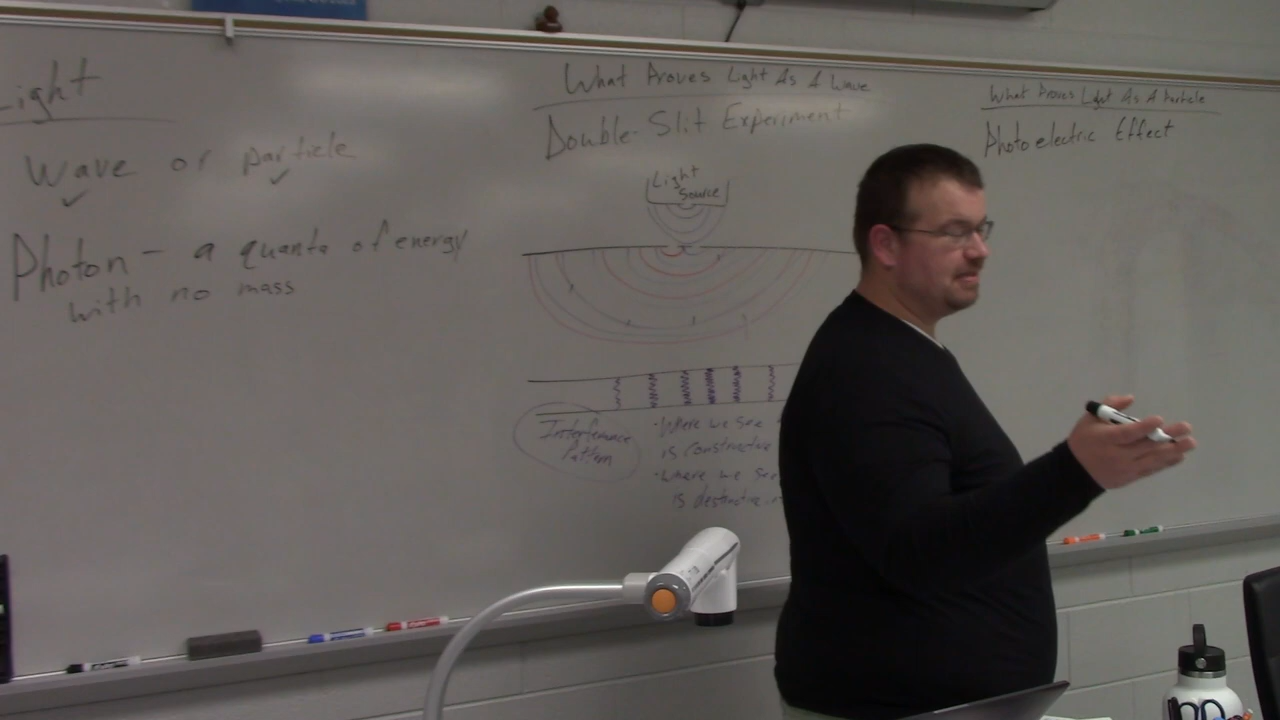 Light
Wave or particle
Photon - a quanta of energy
with no mass
What Proves Light As A Wave
Double-Slit Experiment
Light
Source
Interference
Pattern
· Where we see
is constructive
· Where we see
is destructive
What Proves Light As A Particle
Photoelectric Effect